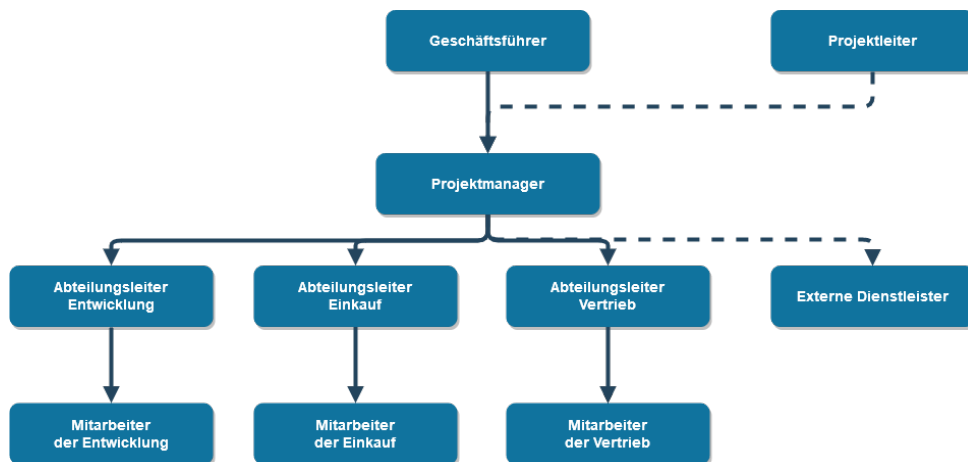 Geschäftsführer
Projektleiter
Projektmanager
Abteilungsleiter
Entwicklung
Abteilungsleiter
Einkauf
Abteilungsleiter
Vertrieb
Externe Dienstleister
Mitarbeiter
der Entwicklung
Mitarbeiter
der Einkauf
Mitarbeiter
der Vertrieb